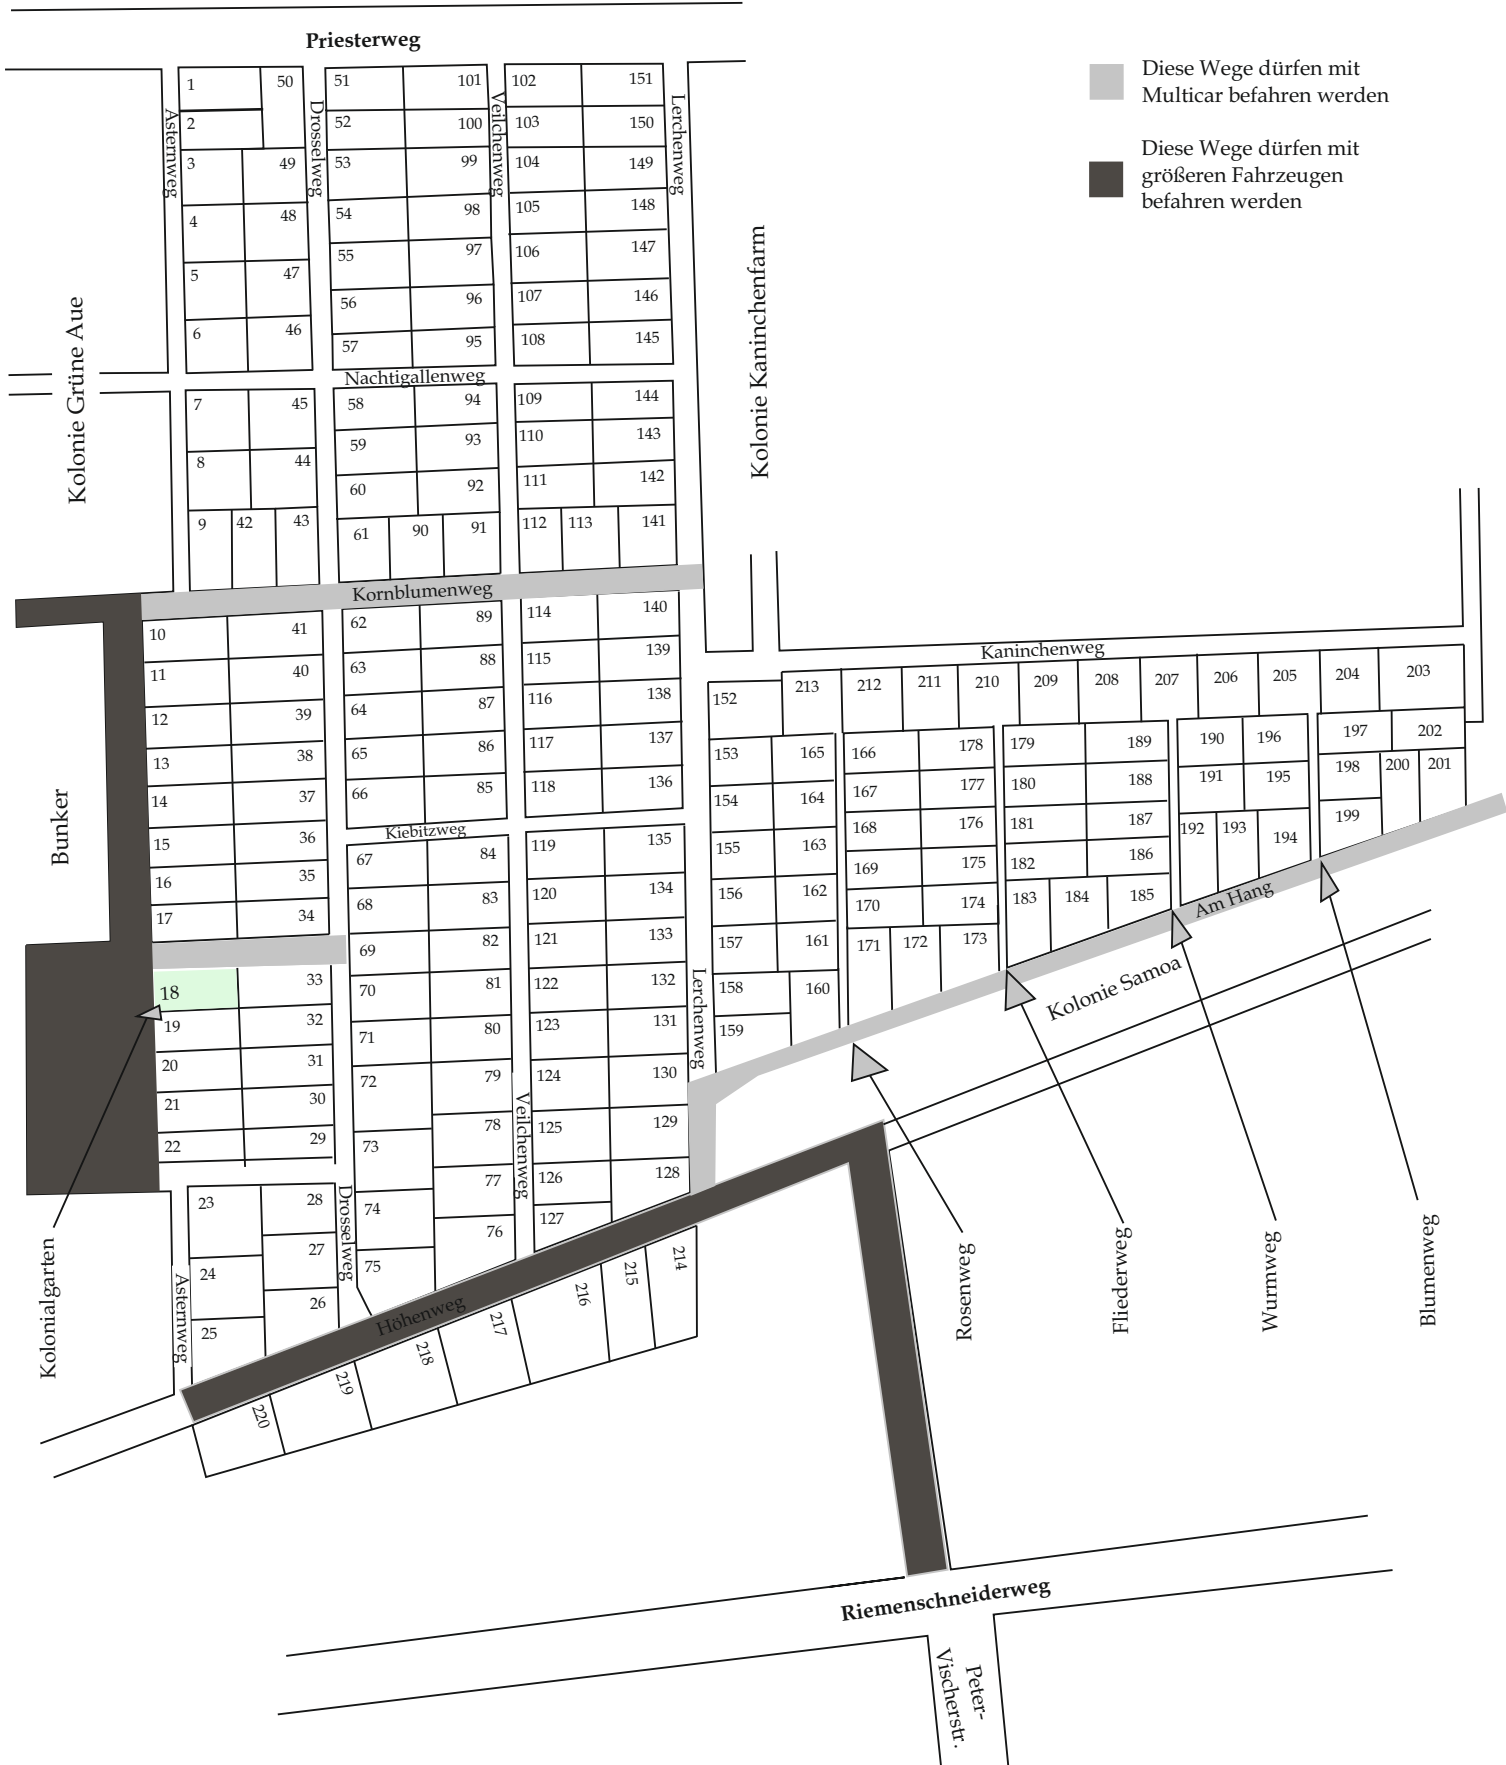 Priesterweg
Diese Wege dürfen mit
Multicar befahren werden
Diese Wege dürfen mit
größeren Fahrzeugen
befahren werden
Asternweg
Drosselweg
Veilchenweg
Lerchenweg
Kolonie Grüne Aue
Kolonie Kaninchenfarm
1 50 51 101 102 151
2 52 100 103 150
3 49 53 99 104 149
4 48 54 98 105 148
5 47 55 97 106 147
6 46 56 96 107 146
57 95 108 145
Nachtigallenweg
7 45 58 94 109 144
59 93 110 143
8 44 60 92 111 142
9 42 43 61 90 91 112 113 141
Kornblumenweg
10 41 62 89 114 140
11 40 63 88 115 139
12 39 64 87 116 138
13 38 65 86 117 137
14 37 66 85 118 136
Kiebitzweg
15 36 67 84 119 135
16 35 68 83 120 134
17 34 69 82 121 133
18 33 70 81 122 132
19 32 71 80 123 131
20 31 72 79 124 130
21 30 78 125 129
22 29 73 77 126 128
23 28 74 76 127
27
24 75
26
25
Bunker
Kaninchenweg
152 213 212 211 210 209 208 207 206 205 204 203
153 165 166 178 179 189 190 196 197 202
154 164 167 177 180 188 191 195 198 200 201
155 163 168 176 181 187 192 193 194 199
156 162 169 175 182 186
170 174 183 184 185
157 161 171 172 173
158 160
159
Am Hang
Kolonie Samoa
Lerchenweg
Veilchenweg
Drosselweg
Asternweg
Höhenweg
214
215
216
217
218
219
220
Kolonialgarten
Rosenweg
Fliederweg
Wurmweg
Blumenweg
Riemenschneiderweg
Peter-
Vischerstr.